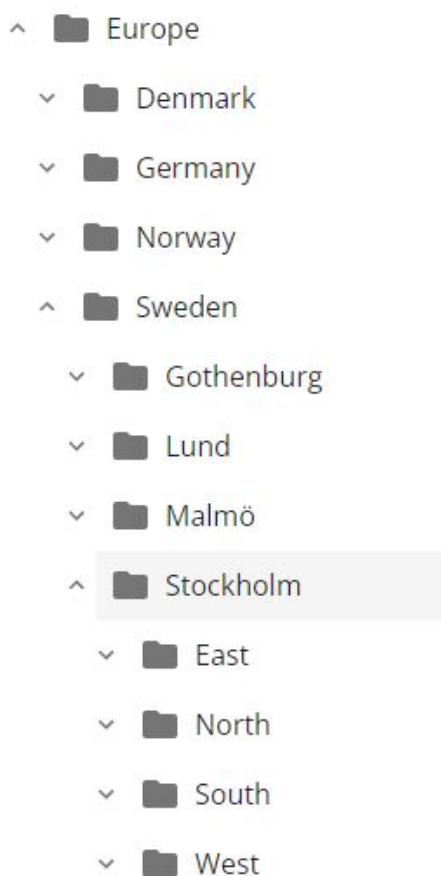 Europe
Denmark
Germany
Norway
Sweden
Gothenburg
Lund
Malmö
Stockholm
East
North
South
West